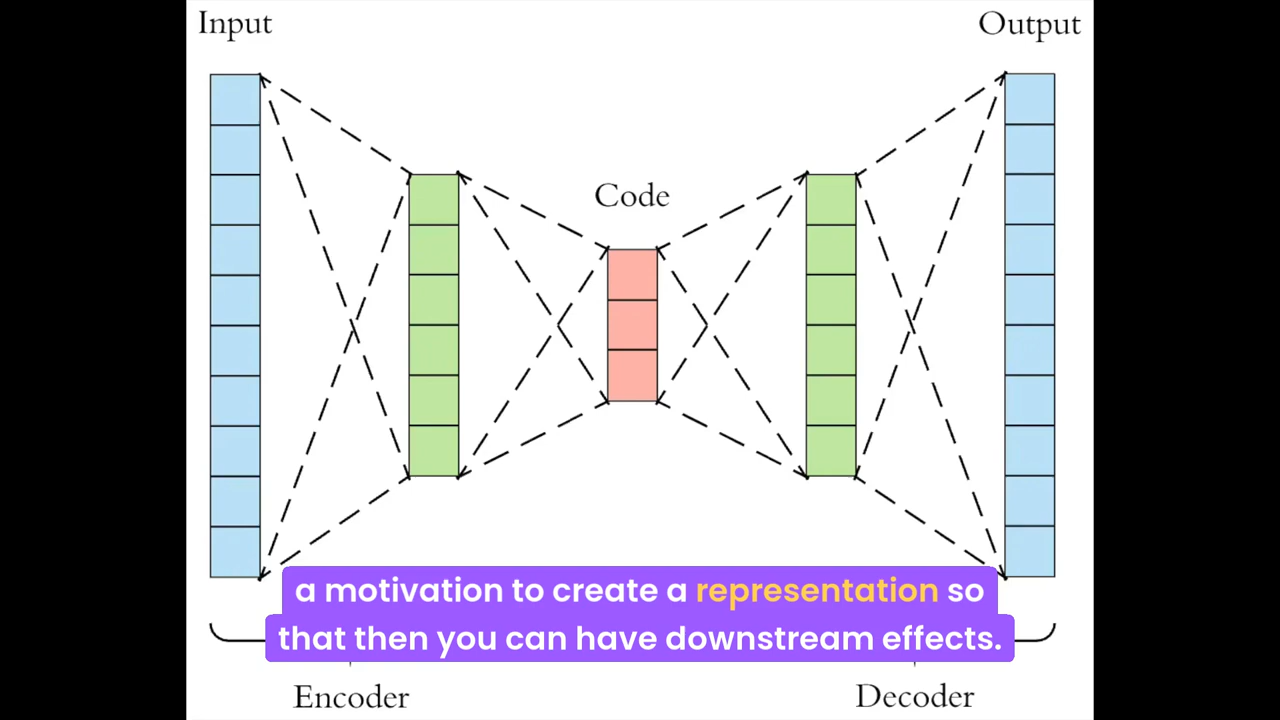 Input
Output
Code
a motivation to create a representation so
that then you can have downstream effects.
Encoder
Decoder